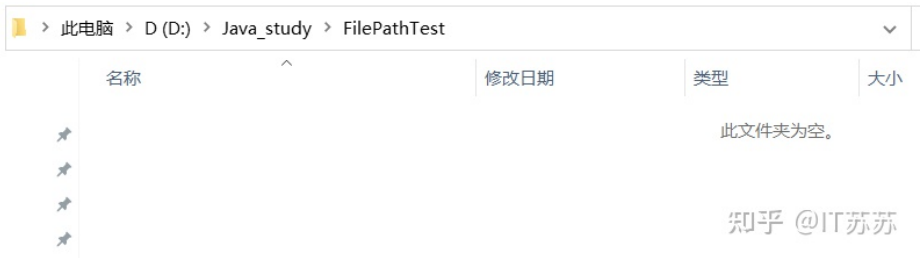 此电脑 > D (D:) > Java_study > FilePathTest
名称 修改日期 类型 大小
此文件夹为空。
知乎 @IT苏苏